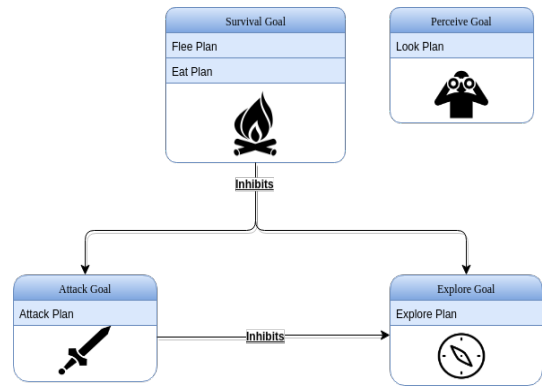 Survival Goal
Flee Plan
Eat Plan
Perceive Goal
Look Plan
Inhibits
Attack Goal
Attack Plan
Inhibits
Explore Goal
Explore Plan